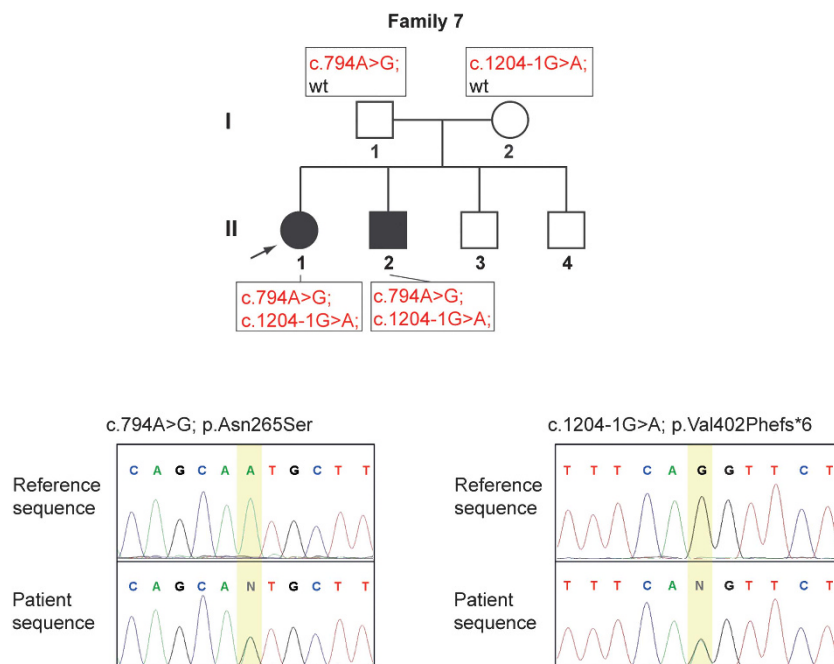 Family 7
c.794A>G;
wt
c.1204-1G>A;
wt
I
1
2
II
1
2
3
4
c.794A>G;
c.1204-1G>A;
c.794A>G;
c.1204-1G>A;
c.794A>G; p.Asn265Ser
c.1204-1G>A; p.Val402Phefs*6
Reference
sequence
C A G C A A T G C T T
T T T C A G G T T C T
Patient
sequence
C A G C A N T G C T T
T T T C A N G T T C T
Reference
sequence
Patient
sequence